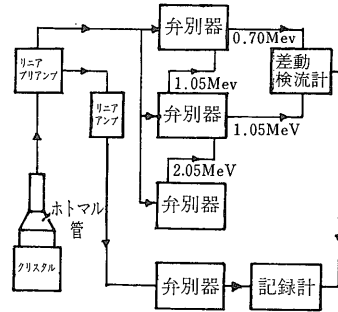 弁別器
0.70Mev
リニア
プリアンプ
1.05Mev
差動
検流計
リニア
アンプ
弁別器
1.05MeV
2.05MeV
弁別器
ホトマル
管
クリスタル
弁別器
記録計